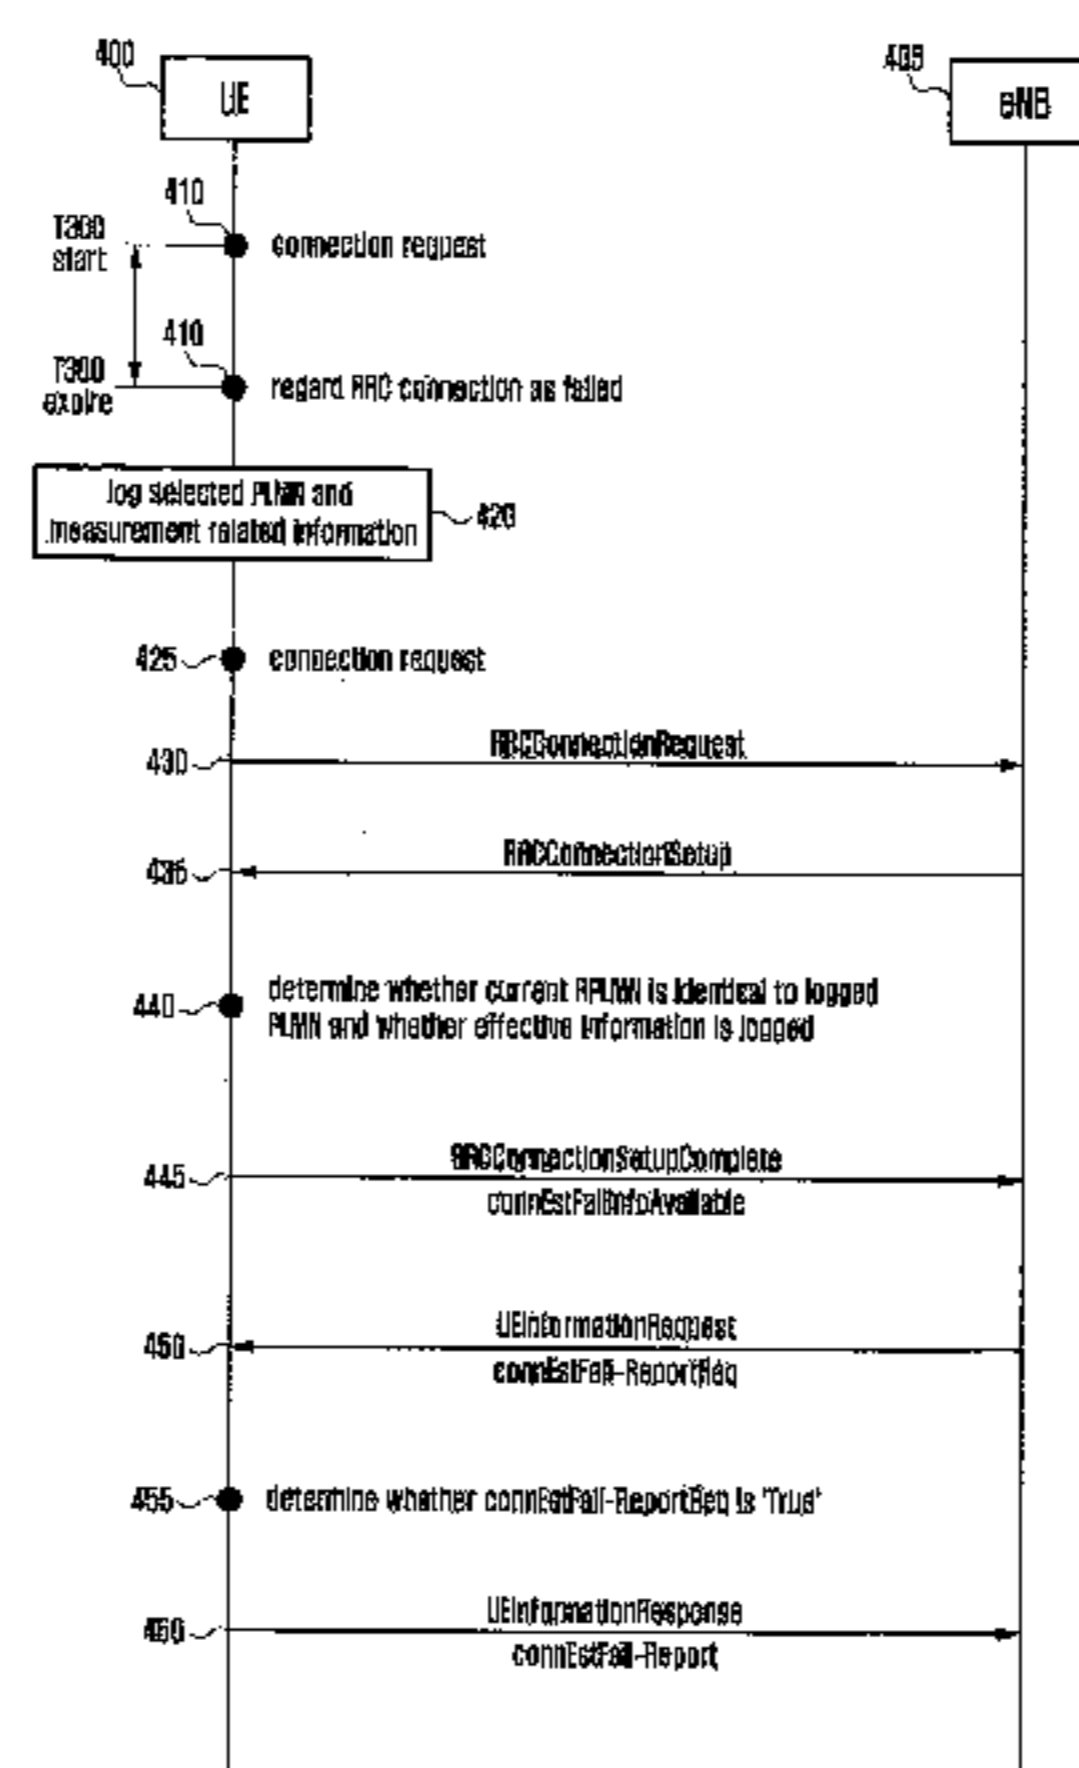 400
UE
405
eNB
410
T300
start
connection request
410
T300
expire
regard RRC connection as failed
log selected PLMN and
measurement related information
420
425
connection request
430
RRCConnectionRequest
435
RRCConnectionSetup
440
determine whether current RPLMN is identical to logged
PLMN and whether effective information is logged
445
RRCConnectionSetupComplete
connEstFailInfoAvailable
450
UEInformationRequest
connEstFail-ReportReq
455
determine whether connEstFail-ReportReq is 'True'
460
UEInformationResponse
connEstFail-Report